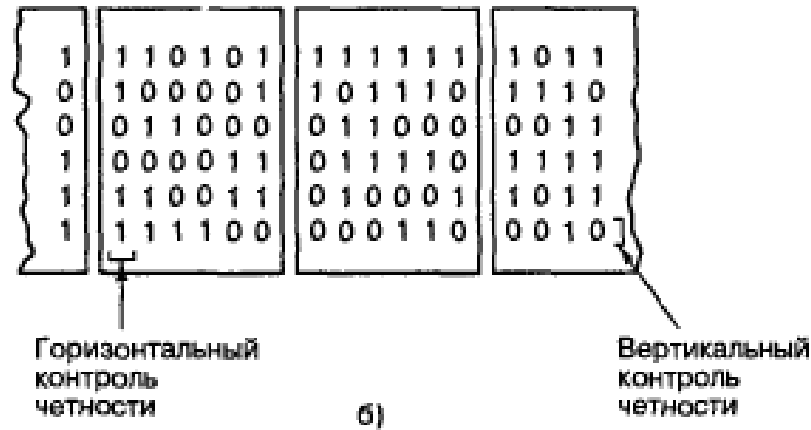 1 1 1 0 1 0 1 1 1 1 1 1 1 1 0 1 1
0 1 0 0 0 0 1 1 0 1 1 1 0 1 1 1 0
0 0 1 1 0 0 0 0 1 1 0 0 0 0 0 1 1
1 0 0 0 0 1 1 0 1 1 1 1 0 1 1 1 1
1 1 1 0 0 1 1 0 1 0 0 0 1 1 0 1 1
1 1 1 1 1 0 0 0 0 0 1 1 0 0 0 1 0
Горизонтальный
контроль
четности
Вертикальный
контроль
четности
б)